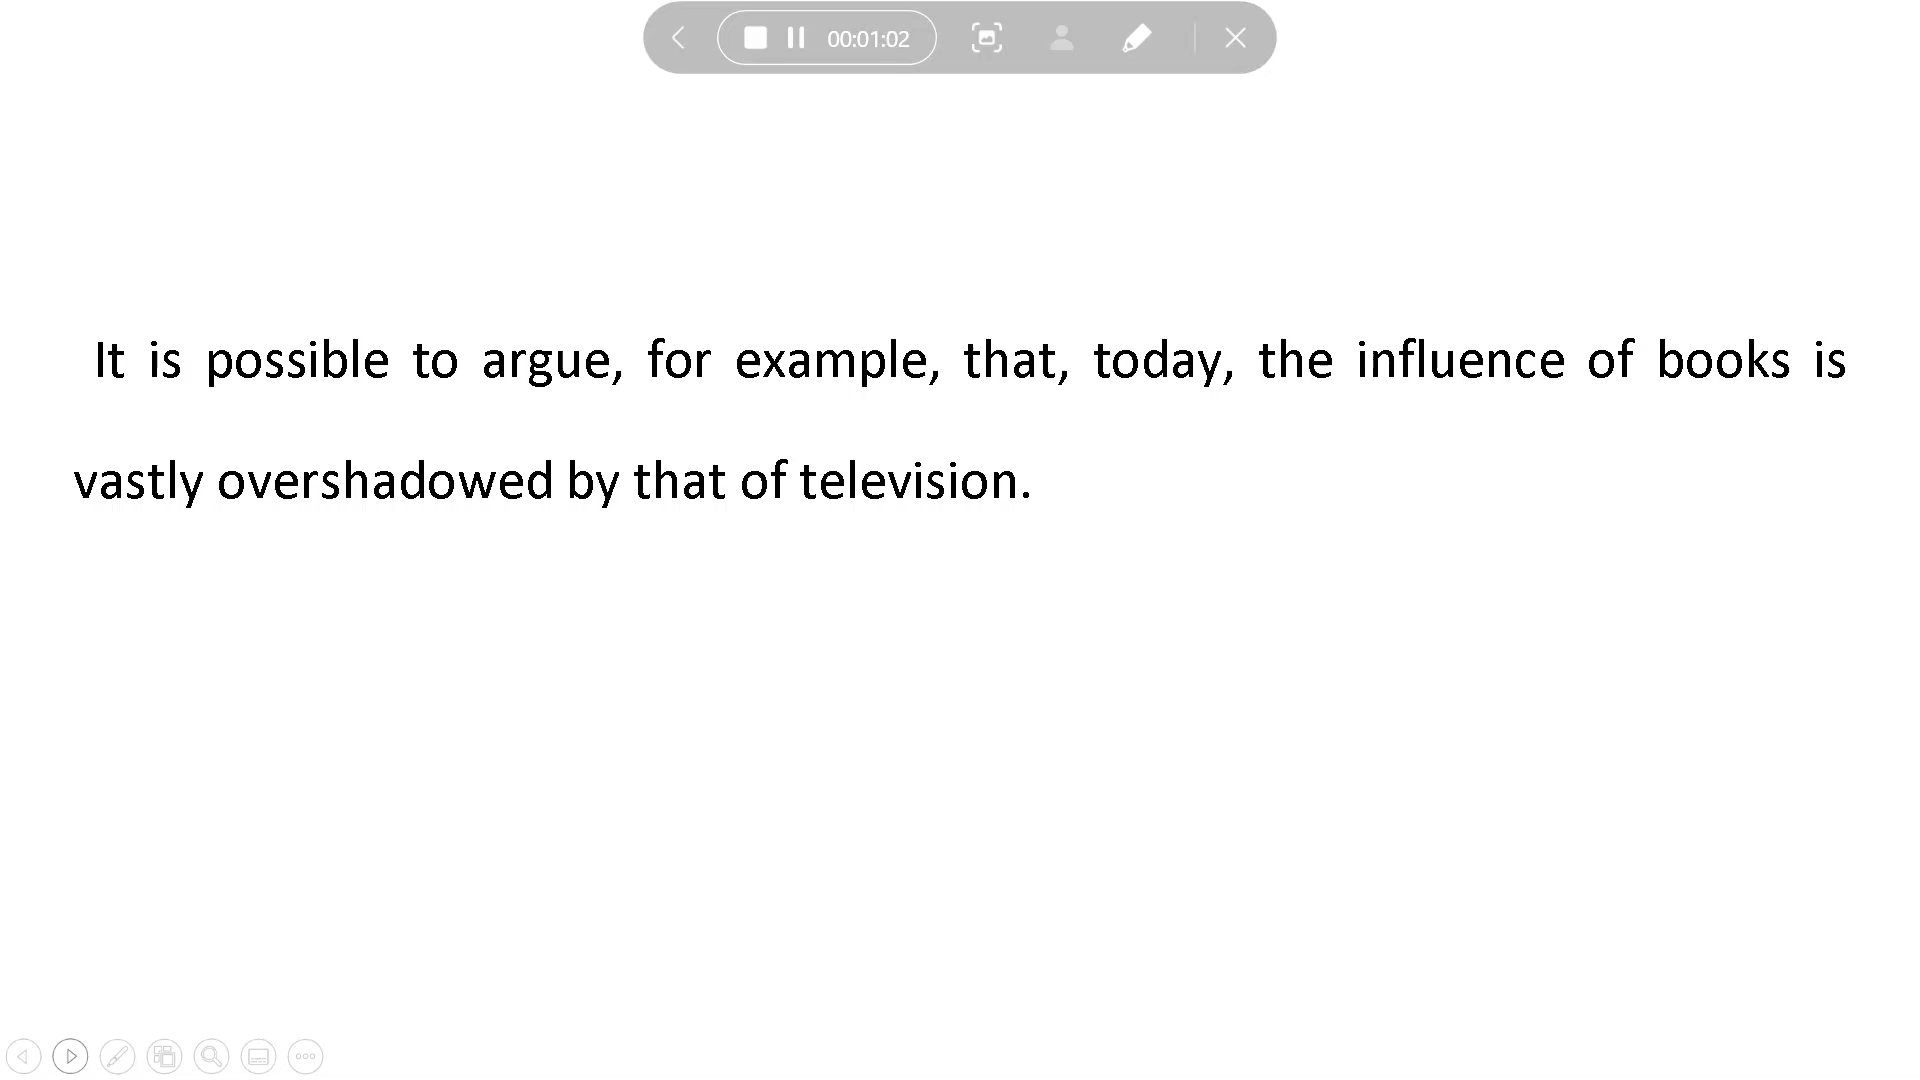 00:01:02
It is possible to argue, for example, that, today, the influence of books is
vastly overshadowed by that of television.